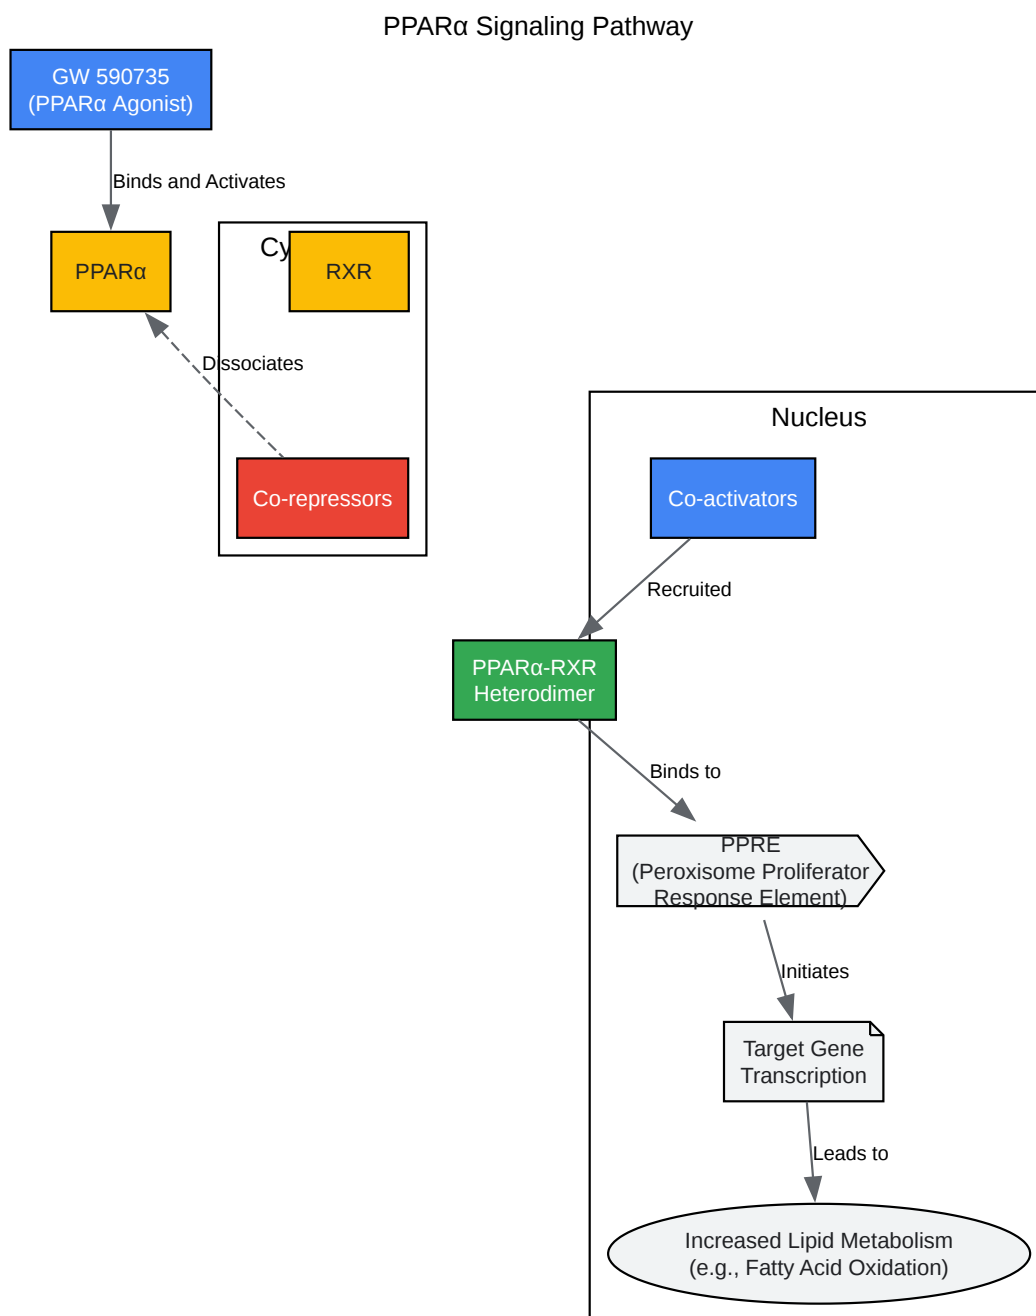 PPARα Signaling Pathway
GW 590735
(PPARα Agonist)
Binds and Activates
PPARα
Cy
RXR
Dissociates
Co-repressors
Nucleus
Co-activators
Recruited
PPARα-RXR
Heterodimer
Binds to
PPRE
(Peroxisome Proliferator
Response Element)
Initiates
Target Gene
Transcription
Leads to
Increased Lipid Metabolism
(e.g., Fatty Acid Oxidation)